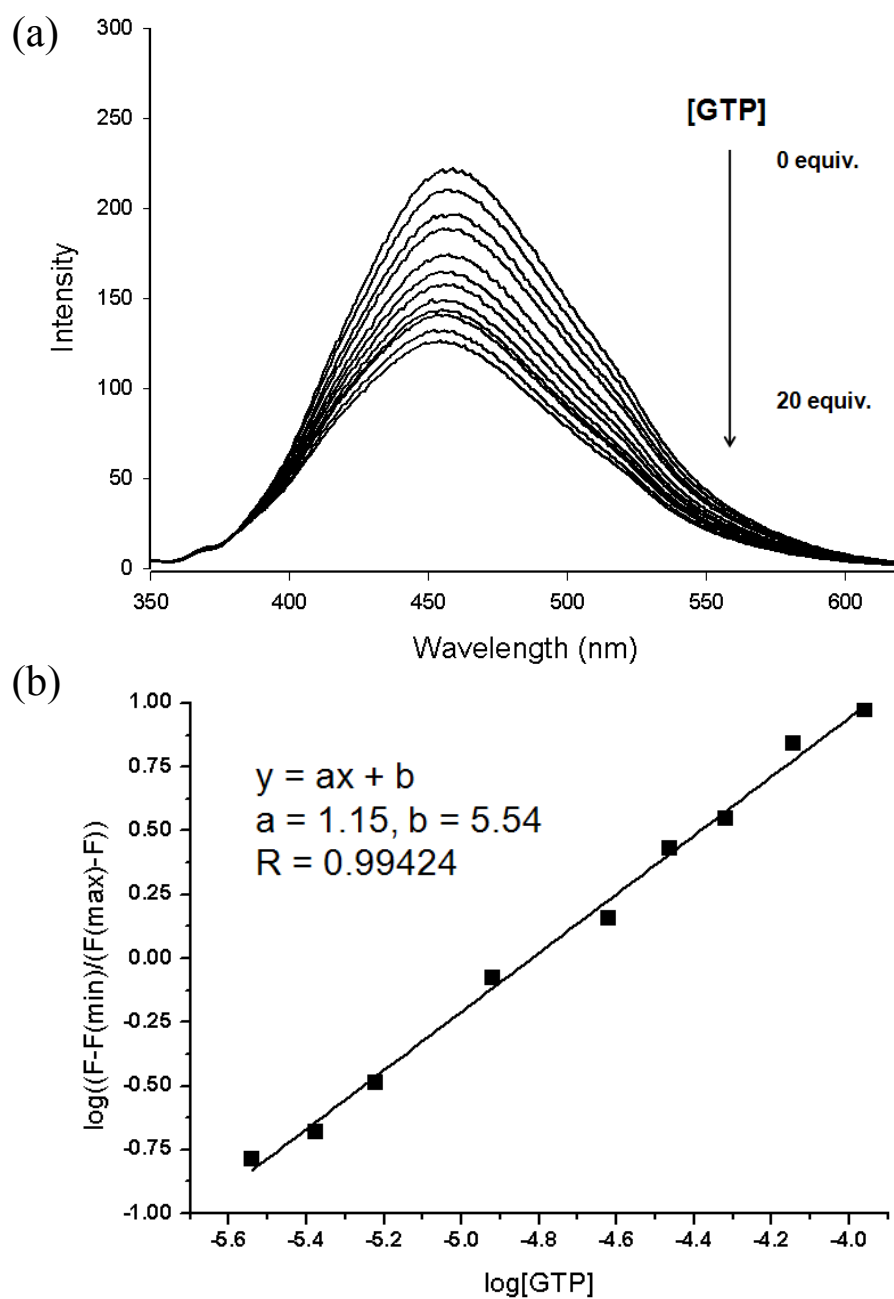 (a)
300
250
200
150
100
50
0
Intensity
[GTP]
0 equiv.
20 equiv.
350 400 450 500 550 600
Wavelength (nm)
(b)
1.00
0.75
0.50
0.25
0.00
-0.25
-0.50
-0.75
-1.00
log((F-F(min)/(F(max)-F))
y = ax + b
a = 1.15, b = 5.54
R = 0.99424
-5.6 -5.4 -5.2 -5.0 -4.8 -4.6 -4.4 -4.2 -4.0
log[GTP]